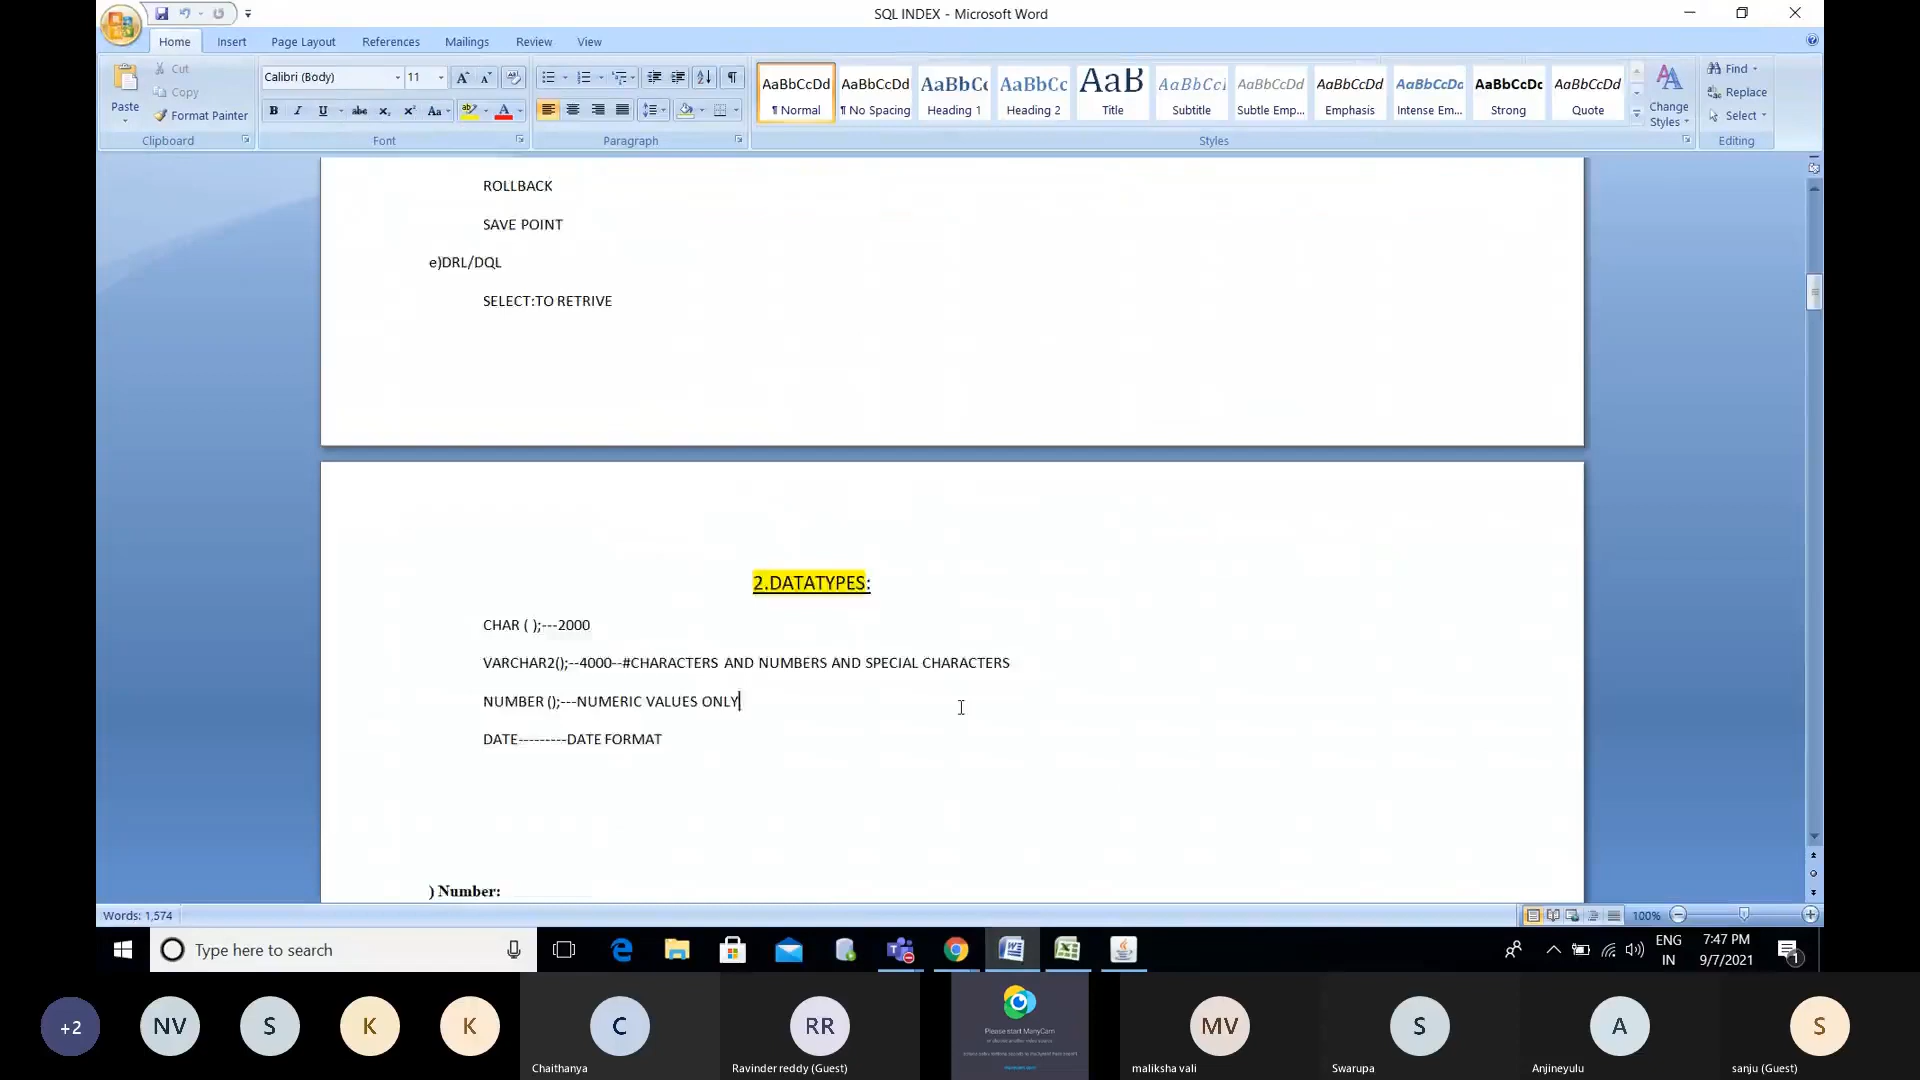 SQL INDEX - Microsoft Word
Home Insert Page Layout References Mailings Review View
Paste
Cut
Copy
Format Painter
Clipboard
Calibri (Body) 11
Font
Paragraph
AaBbCcDd AaBbCcDd AaBbCc AaBbCc AaB AaBbCcI AaBbCcDd AaBbCcDd AaBbCcDd AaBbCcDc AaBbCcDd
¶ Normal ¶ No Spacing Heading 1 Heading 2 Title Subtitle Subtle Emp... Emphasis Intense Em... Strong Quote
Change Styles
Styles
Find
Replace
Select
Editing
ROLLBACK
SAVE POINT
e)DRL/DQL
SELECT:TO RETRIVE
2.DATATYPES:
CHAR ( );---2000
VARCHAR2();--4000--#CHARACTERS AND NUMBERS AND SPECIAL CHARACTERS
NUMBER ();---NUMERIC VALUES ONLY
DATE---------DATE FORMAT
) Number:
Words: 1,574 100%
Type here to search
ENG IN
7:47 PM
9/7/2021
1
+2 NV S K K C RR MV S A S
Please start ManyCam
Chaithanya Ravinder reddy (Guest) maliksha vali Swarupa Anjineyulu sanju (Guest)